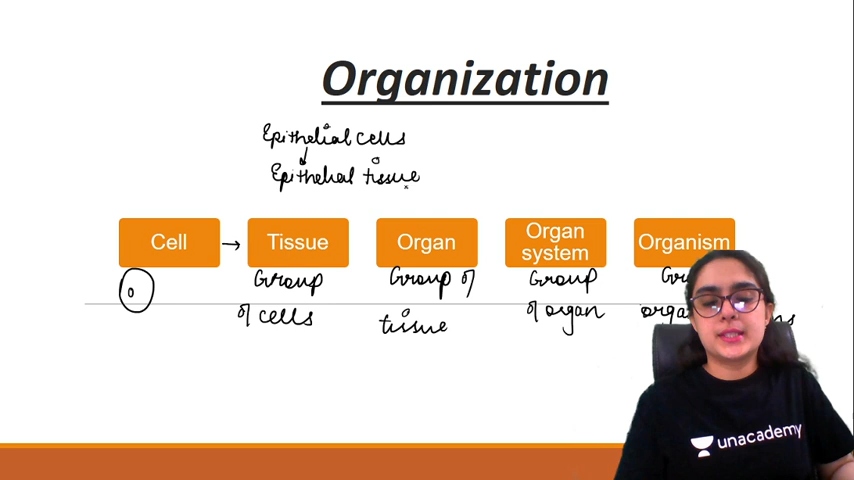 Organization
Epithelial cells
Epithelial tissue
Cell → Tissue Organ Organ system Organism
Group of cells
Group of tissue
Group of organ
unacademy